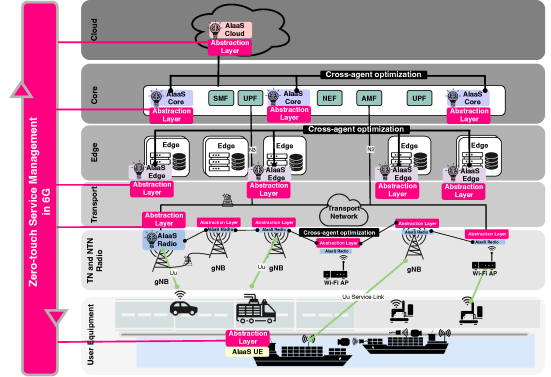 Zero-touch Service Management
in 6G
Cloud
AIaaS
Cloud
Abstraction
Layer
Core
Cross-agent optimization
AIaaS
Core
Abstraction
Layer
SMF
UPF
AIaaS
Core
Abstraction
Layer
NEF
AMF
UPF
AIaaS
Core
Abstraction
Layer
Edge
Cross-agent optimization
Edge
AIaaS
Edge
Abstraction
Layer
Edge
N3
Edge
AIaaS
Edge
Abstraction
Layer
N2
Edge
AIaaS
Edge
Abstraction
Layer
Edge
AIaaS
Edge
Abstraction
Layer
Transport
Transport
Network
TN and NTN
Radio
Abstraction
Layer
AIaaS
Radio
gNB
Abstraction Layer
AIaaS Radio
gNB
Abstraction Layer
AIaaS Radio
gNB
Cross-agent optimization
Abstraction Layer
AIaaS Radio
Wi-Fi AP
Abstraction Layer
AIaaS Radio
gNB
Abstraction Layer
AIaaS Radio
Wi-Fi AP
Uu
Uu
Uu Service Link
User Equipment
Abstraction
Layer
AIaaS UE